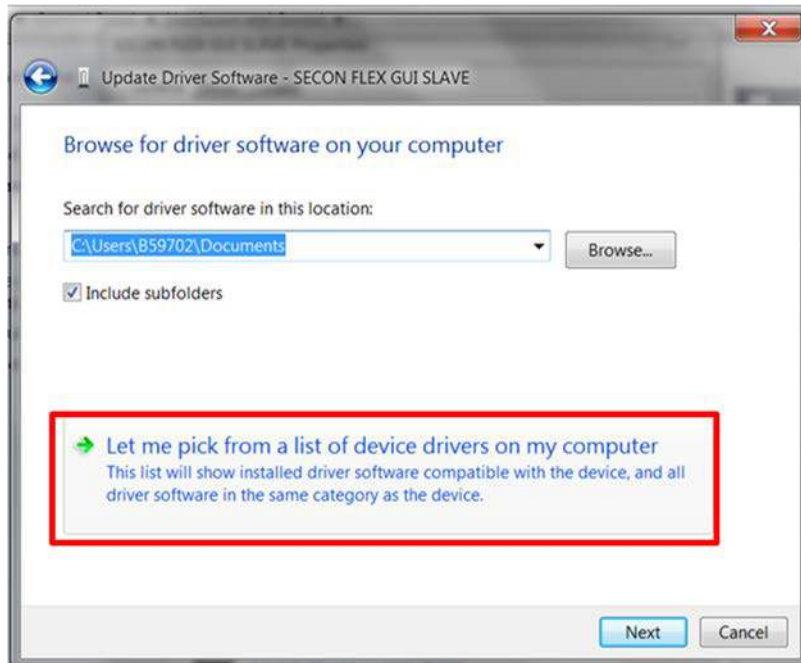 Update Driver Software - SECON FLEX GUI SLAVE
Browse for driver software on your computer
Search for driver software in this location:
C:\Users\B59702\Documents
Browse...
Include subfolders
Let me pick from a list of device drivers on my computer
This list will show installed driver software compatible with the device, and all
driver software in the same category as the device.
Next
Cancel